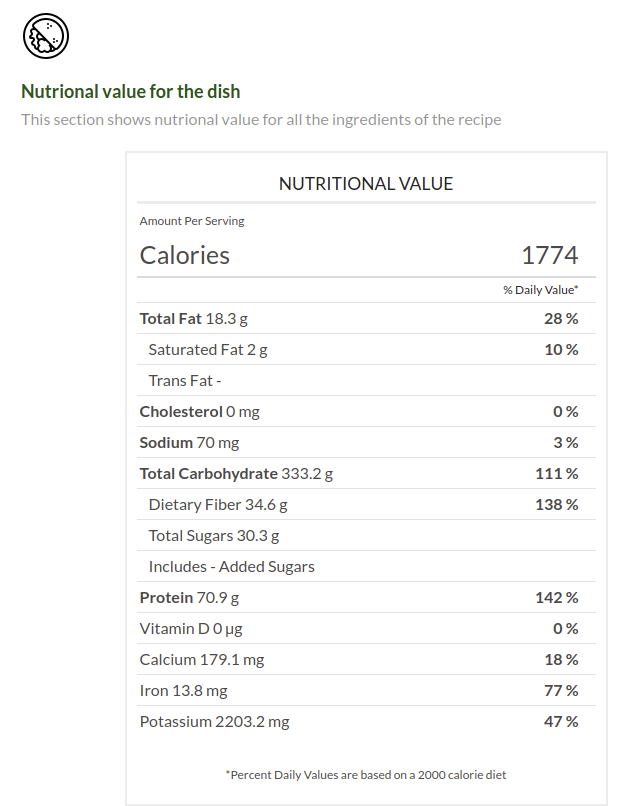 Nutrional value for the dish
This section shows nutrional value for all the ingredients of the recipe
NUTRITIONAL VALUE
Amount Per Serving
Calories 1774
% Daily Value*
Total Fat 18.3 g 28 %
Saturated Fat 2 g 10 %
Trans Fat -
Cholesterol 0 mg 0 %
Sodium 70 mg 3 %
Total Carbohydrate 333.2 g 111 %
Dietary Fiber 34.6 g 138 %
Total Sugars 30.3 g
Includes - Added Sugars
Protein 70.9 g 142 %
Vitamin D 0 µg 0 %
Calcium 179.1 mg 18 %
Iron 13.8 mg 77 %
Potassium 2203.2 mg 47 %
*Percent Daily Values are based on a 2000 calorie diet